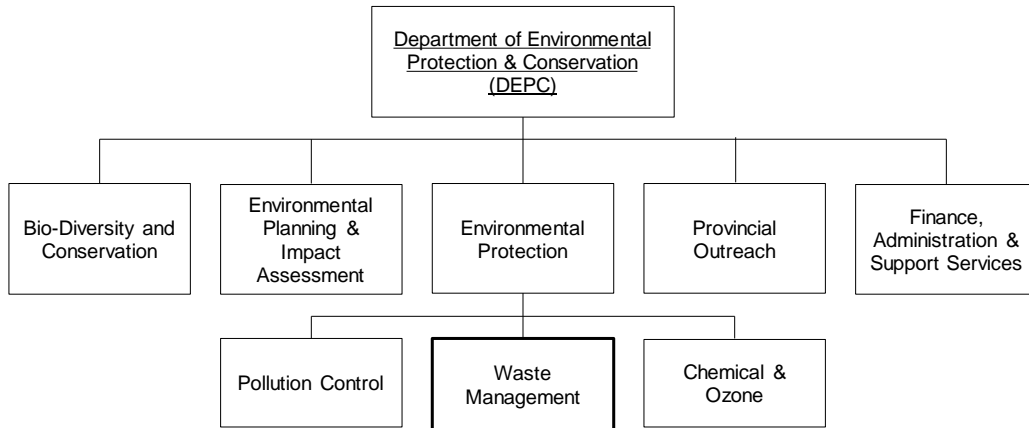 Department of Environmental
Protection & Conservation
(DEPC)
Bio-Diversity and
Conservation
Environmental
Planning &
Impact
Assessment
Environmental
Protection
Provincial
Outreach
Finance,
Administration &
Support Services
Pollution Control
Waste
Management
Chemical &
Ozone